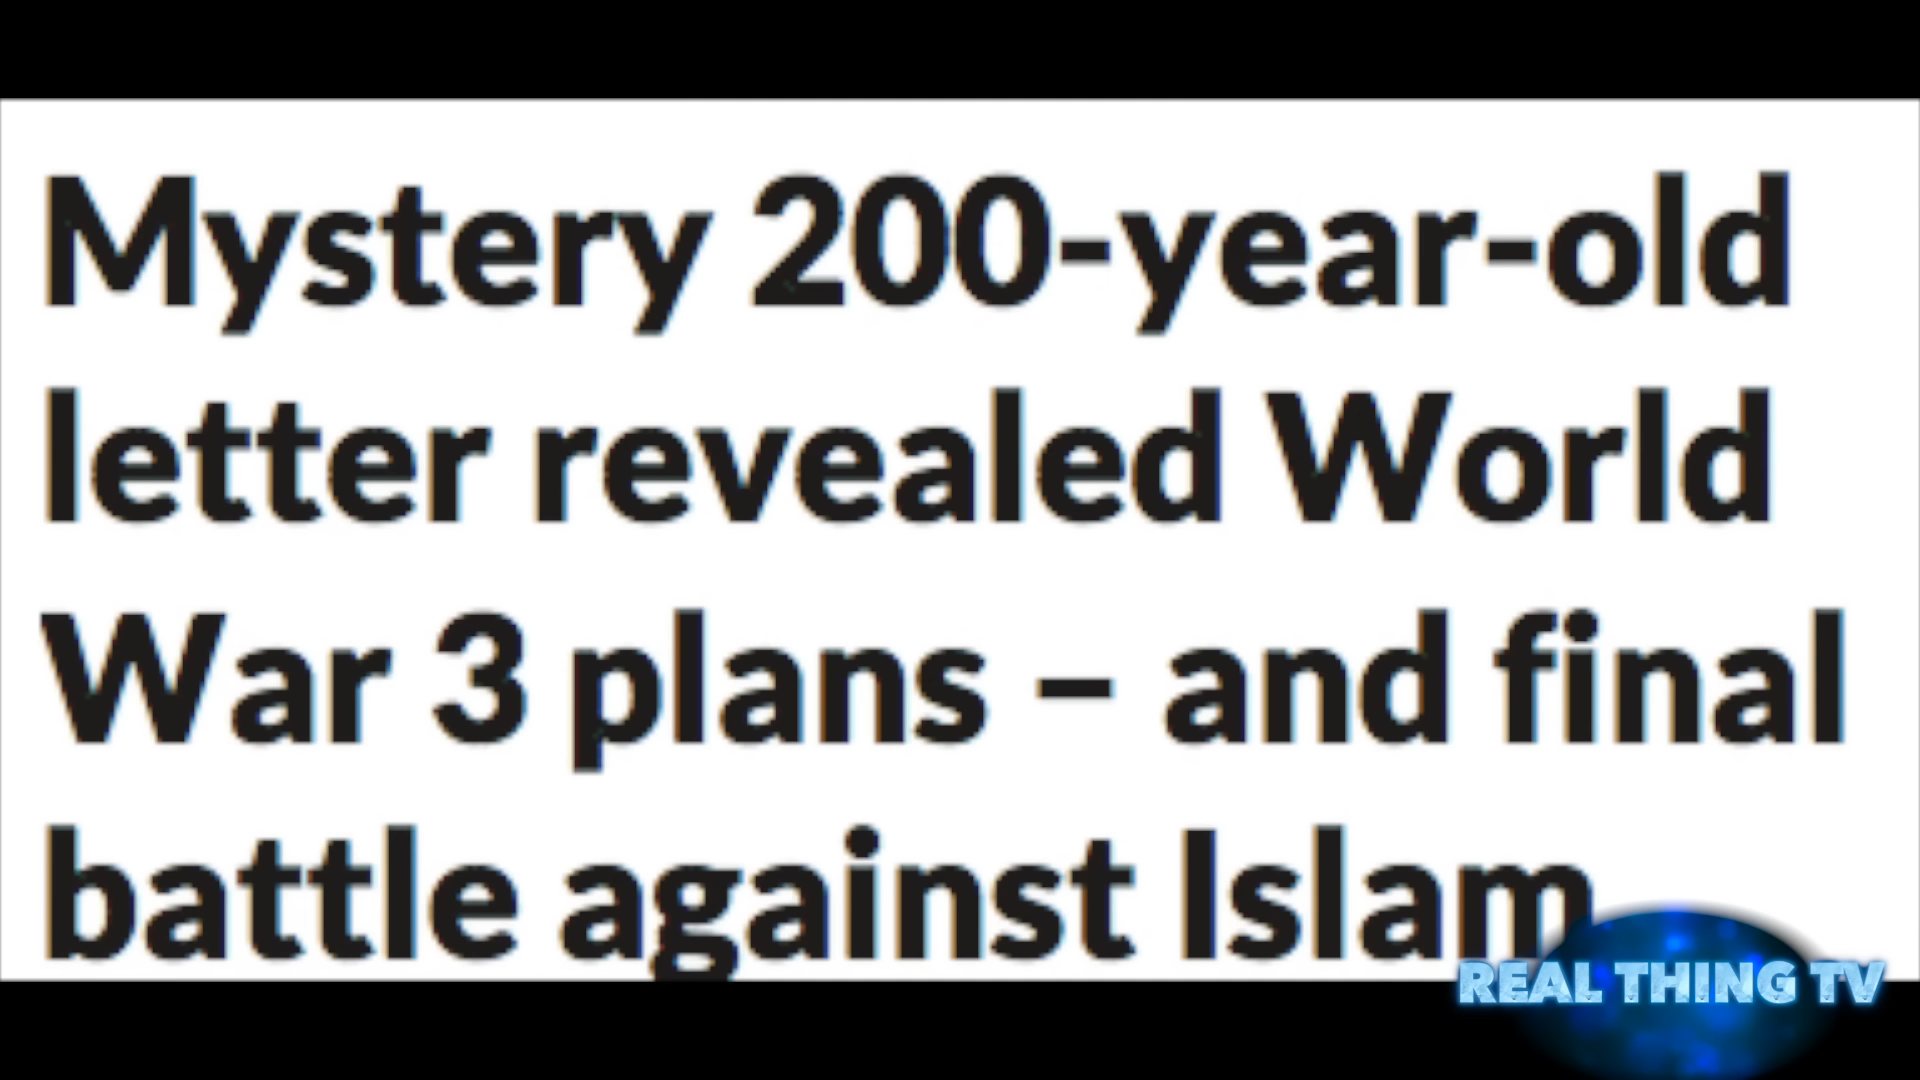 Mystery 200-year-old
letter revealed World
War 3 plans – and final
battle against Islam
REAL THING TV